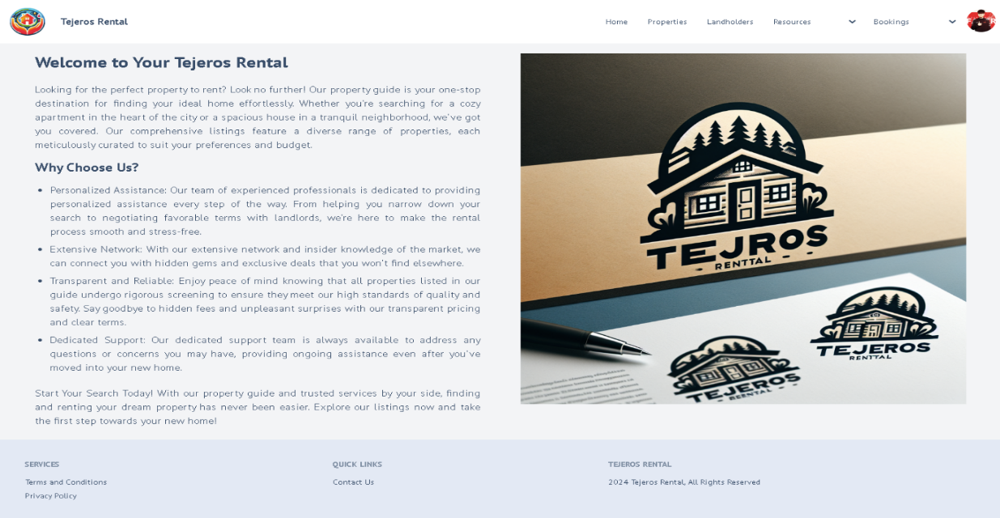 Tejeros Rental
Home Properties Landholders Resources Bookings
Welcome to Your Tejeros Rental
Looking for the perfect property to rent? Look no further! Our property guide is your one-stop
destination for finding your ideal home effortlessly. Whether you're searching for a cozy
apartment in the heart of the city or a spacious house in a tranquil neighborhood, we've got
you covered. Our comprehensive listings feature a diverse range of properties, each
meticulously curated to suit your preferences and budget.
Why Choose Us?
Personalized Assistance: Our team of experienced professionals is dedicated to providing
personalized assistance every step of the way. From helping you narrow down your
search to negotiating favorable terms with landlords, we're here to make the rental
process smooth and stress-free.
Extensive Network: With our extensive network and insider knowledge of the market, we
can connect you with hidden gems and exclusive deals that you won't find elsewhere.
Transparent and Reliable: Enjoy peace of mind knowing that all properties listed in our
guide undergo rigorous screening to ensure they meet our high standards of quality and
safety. Say goodbye to hidden fees and unpleasant surprises with our transparent pricing
and clear terms.
Dedicated Support: Our dedicated support team is always available to address any
questions or concerns you may have, providing ongoing assistance even after you've
moved into your new home.
Start Your Search Today! With our property guide and trusted services by your side, finding
and renting your dream property has never been easier. Explore our listings now and take
the first step towards your new home!
TEJROS
RENTTAL
TEJEROS
RENTTAL
TEJEROS
SERVICES
Terms and Conditions
Privacy Policy
QUICK LINKS
Contact Us
TEJEROS RENTAL
2024 Tejeros Rental, All Rights Reserved